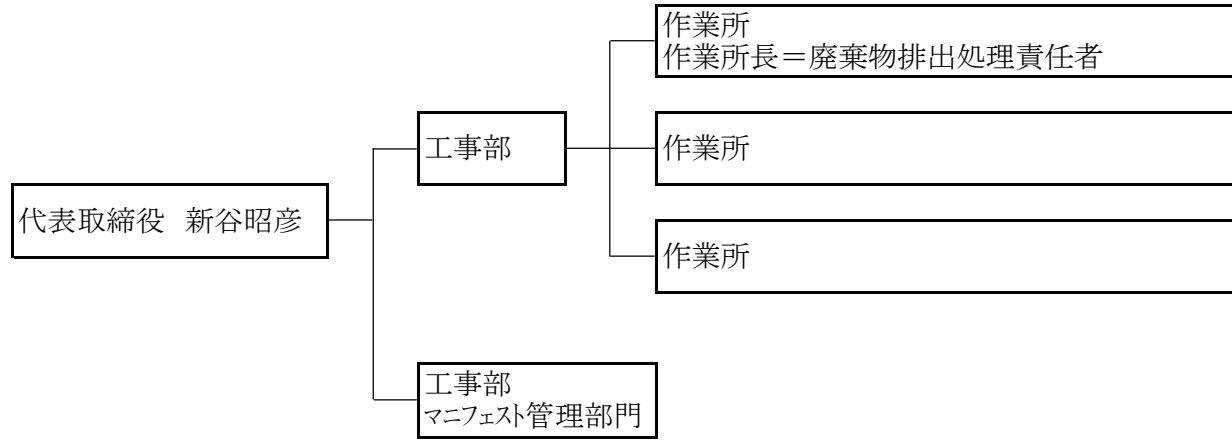 作業所
作業所長＝廃棄物排出処理責任者
工事部
作業所
代表取締役　新谷昭彦
作業所
工事部
マニフェスト管理部門